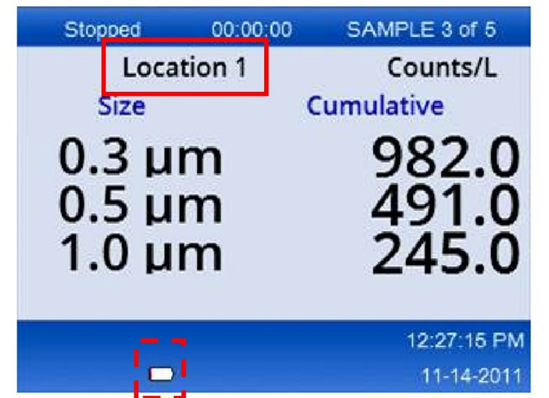 Stopped 00:00:00 SAMPLE 3 of 5
Location 1 Counts/L
Size Cumulative
0.3 µm 982.0
0.5 µm 491.0
1.0 µm 245.0
12:27:15 PM
11-14-2011